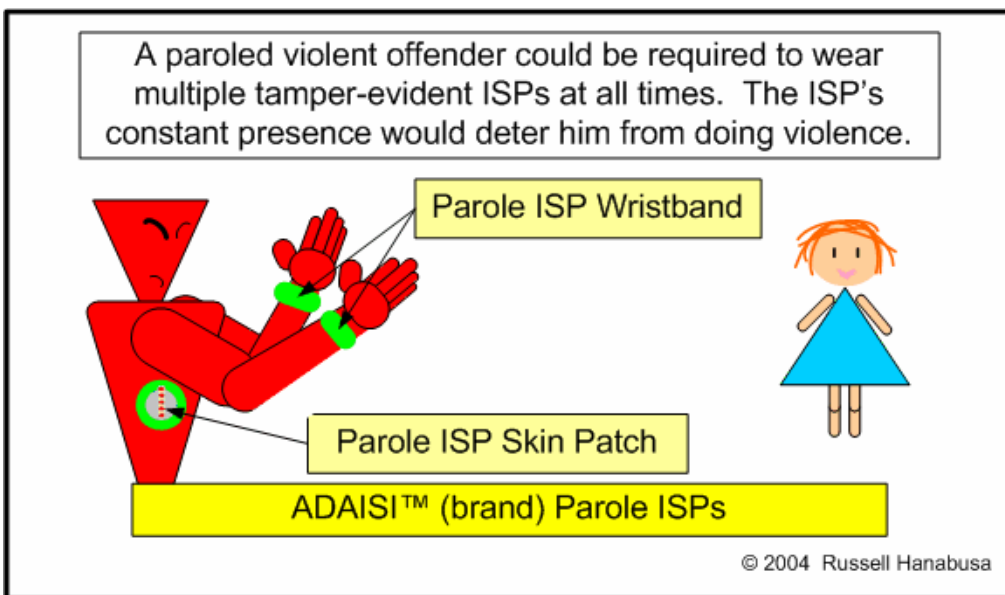 A paroled violent offender could be required to wear
multiple tamper-evident ISPs at all times.  The ISP’s
constant presence would deter him from doing violence.
Parole ISP Wristband
Parole ISP Skin Patch
ADAISI™ (brand) Parole ISPs
© 2004  Russell Hanabusa